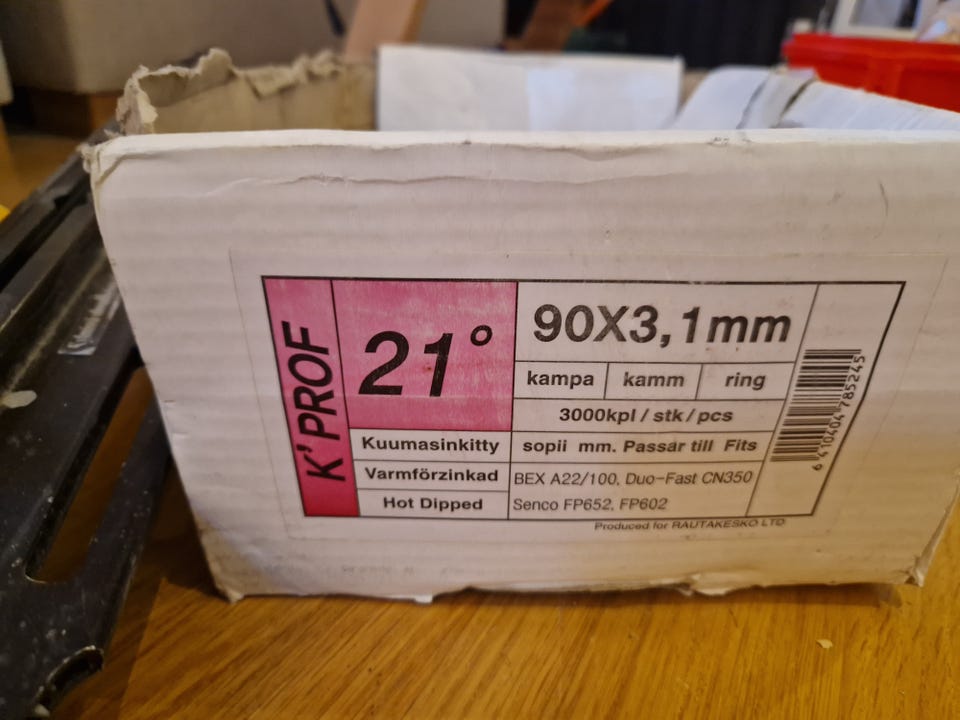 K'PROF
21°
90X3,1mm
kampa kamm ring
3000kpl / stk / pcs
Kuumasinkitty
Varmförzinkad
Hot Dipped
sopii mm. Passar till Fits
BEX A22/100, Duo-Fast CN350
Senco FP652, FP602
6 410404 785245
Produced for RAUTAKESKO LTD